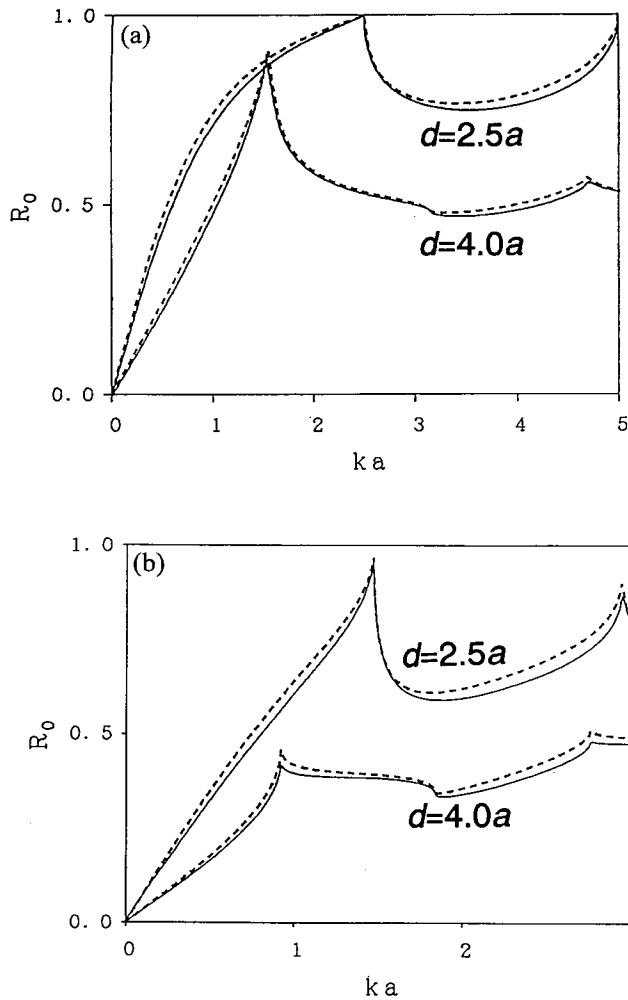 (a)
1. 0
d=2.5a
R₀
0. 5
d=4.0a
0. 0
0 1 2 3 4 5
k a
(b)
1. 0
d=2.5a
R₀
0. 5
d=4.0a
0. 0
0 1 2
k a